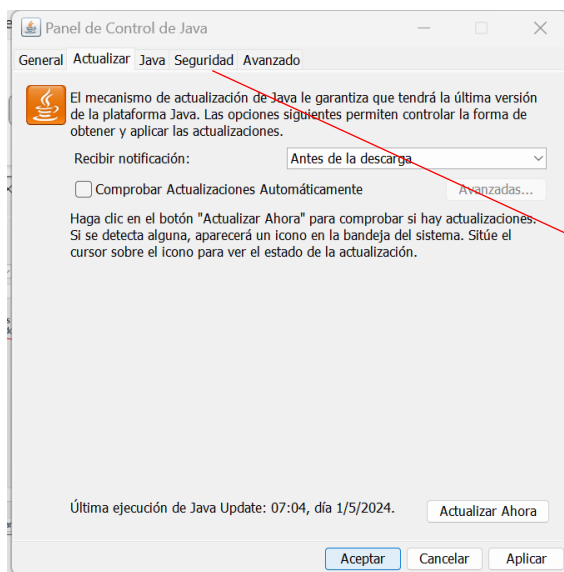 Panel de Control de Java
General Actualizar Java Seguridad Avanzado
El mecanismo de actualización de Java le garantiza que tendrá la última versión
de la plataforma Java. Las opciones siguientes permiten controlar la forma de
obtener y aplicar las actualizaciones.
Recibir notificación: Antes de la descarga
Comprobar Actualizaciones Automáticamente Avanzadas...
Haga clic en el botón "Actualizar Ahora" para comprobar si hay actualizaciones.
Si se detecta alguna, aparecerá un icono en la bandeja del sistema. Sitúe el
cursor sobre el icono para ver el estado de la actualización.
Última ejecución de Java Update: 07:04, día 1/5/2024. Actualizar Ahora
Aceptar Cancelar Aplicar